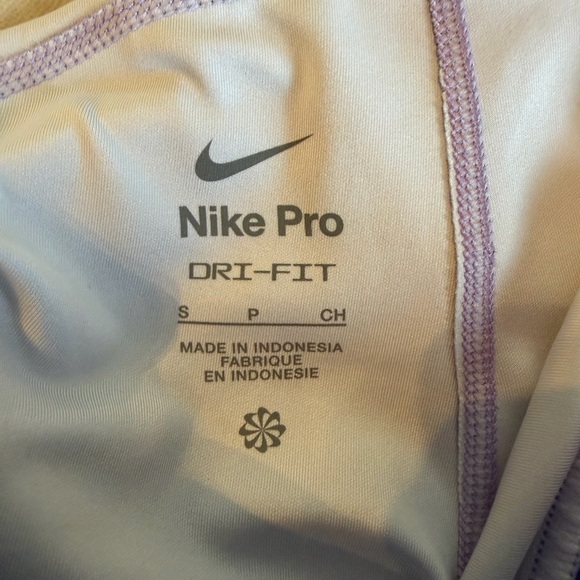 Nike Pro
DRI-FIT
S P CH
MADE IN INDONESIA
FABRIQUE
EN INDONESIE